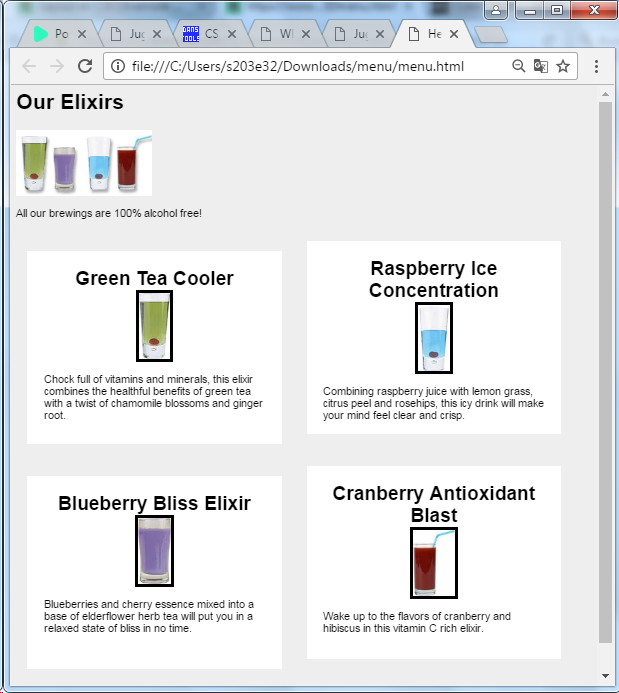 Po
Jug
DANS TOOLS
CS
Wi
Jug
He
file:///C:/Users/s203e32/Downloads/menu/menu.html
Our Elixirs
All our brewings are 100% alcohol free!
Green Tea Cooler
Chock full of vitamins and minerals, this elixir
combines the healthful benefits of green tea
with a twist of chamomile blossoms and ginger
root.
Raspberry Ice
Concentration
Combining raspberry juice with lemon grass,
citrus peel and rosehips, this icy drink will make
your mind feel clear and crisp.
Blueberry Bliss Elixir
Blueberries and cherry essence mixed into a
base of elderflower herb tea will put you in a
relaxed state of bliss in no time.
Cranberry Antioxidant
Blast
Wake up to the flavors of cranberry and
hibiscus in this vitamin C rich elixir.